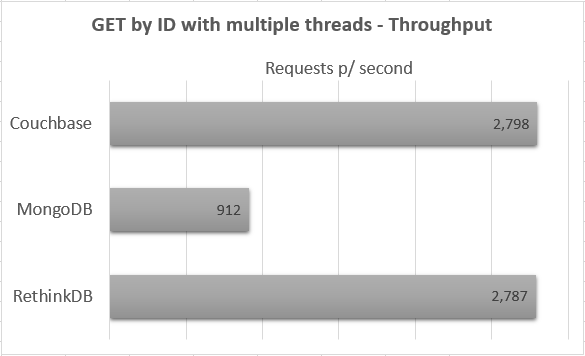 GET by ID with multiple threads - Throughput
Requests p/ second
Couchbase 2,798
MongoDB 912
RethinkDB 2,787